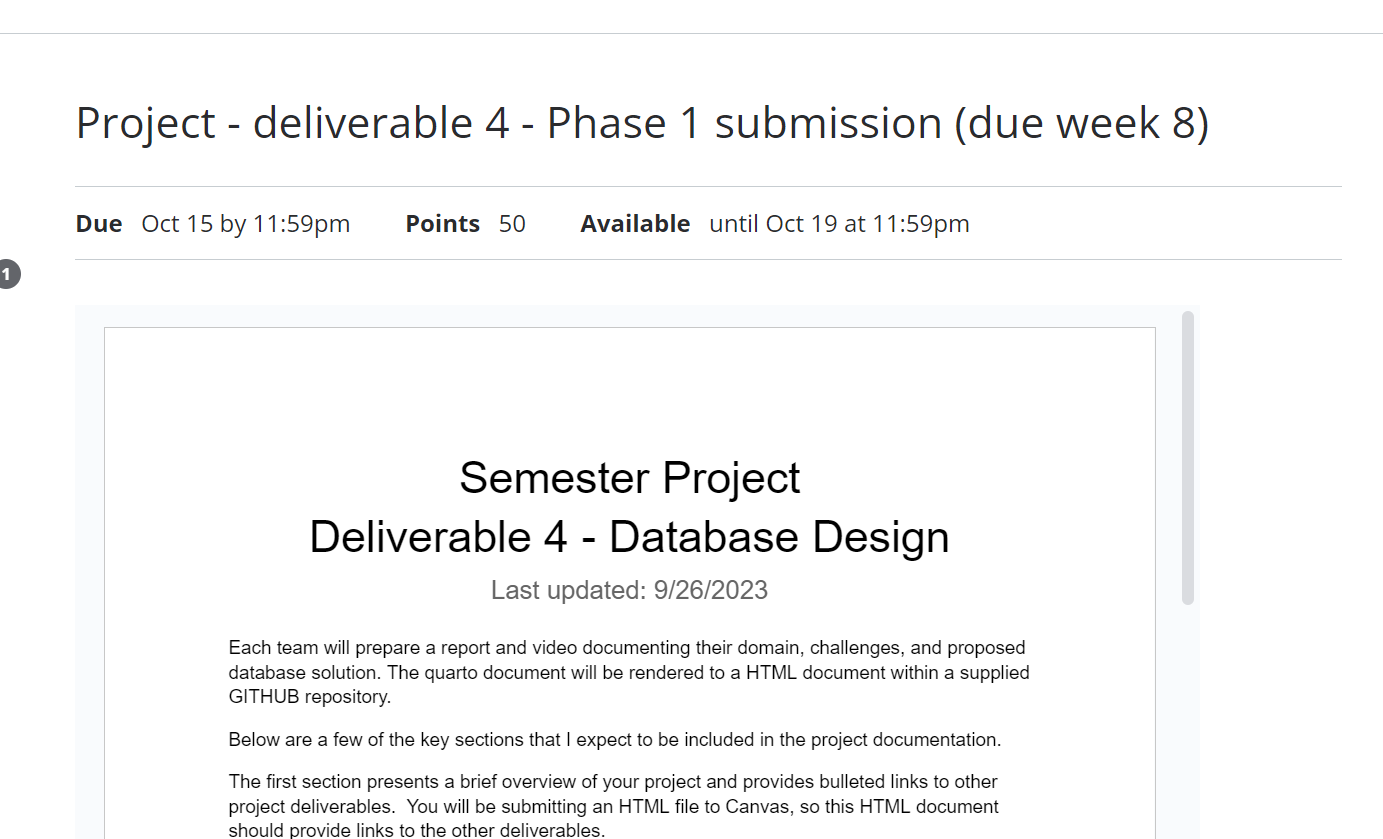 Project - deliverable 4 - Phase 1 submission (due week 8)
Due Oct 15 by 11:59pm Points 50 Available until Oct 19 at 11:59pm
1
Semester Project
Deliverable 4 - Database Design
Last updated: 9/26/2023
Each team will prepare a report and video documenting their domain, challenges, and proposed
database solution. The quarto document will be rendered to a HTML document within a supplied
GITHUB repository.
Below are a few of the key sections that I expect to be included in the project documentation.
The first section presents a brief overview of your project and provides bulleted links to other
project deliverables.  You will be submitting an HTML file to Canvas, so this HTML document
should provide links to the other deliverables.